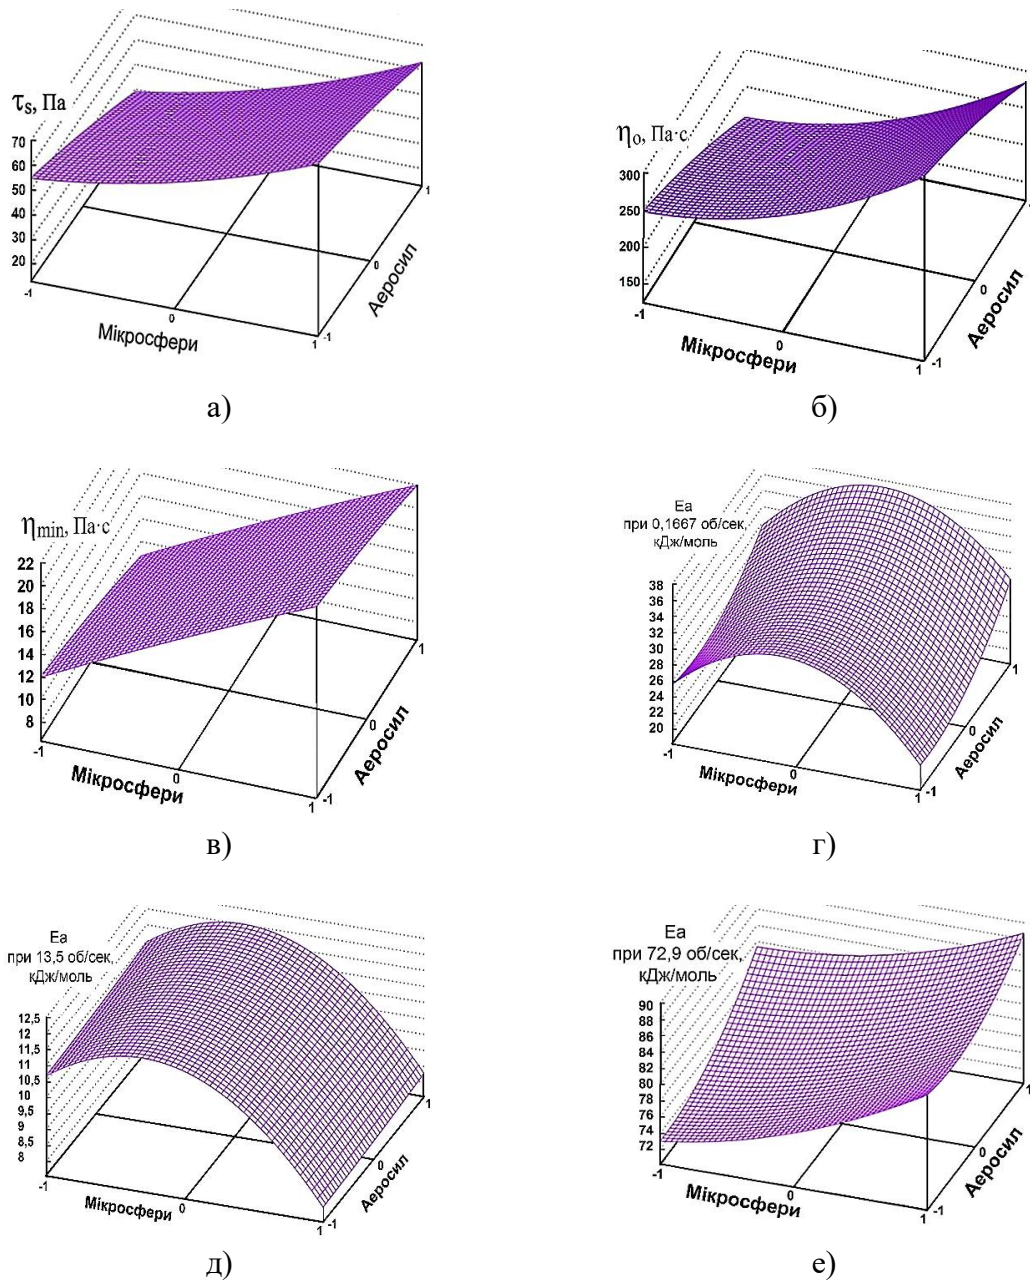 τs, Па
70
60
50
40
30
20
-1
0
1
-1
0
1
Мікросфери
Аеросил
а)
η0, Па·с
300
250
200
150
-1
0
1
-1
0
Мікросфери
Аеросил
б)
ηmin, Па·с
22
20
18
16
14
12
10
8
-1
0
1
-1
0
1
Мікросфери
Аеросил
в)
Ea
при 0,1667 об/сек,
кДж/моль
38
36
34
32
30
28
26
24
22
20
-1
0
1
-1
0
1
Мікросфери
Аеросил
г)
Ea
при 13,5 об/сек,
кДж/моль
12,5
12
11,5
11
10,5
10
9,5
9
8,5
8
-1
0
1
-1
0
1
Мікросфери
Аеросил
д)
Ea
при 72,9 об/сек,
кДж/моль
90
88
86
84
82
80
78
76
74
72
-1
0
1
-1
0
1
Мікросфери
Аеросил
е)